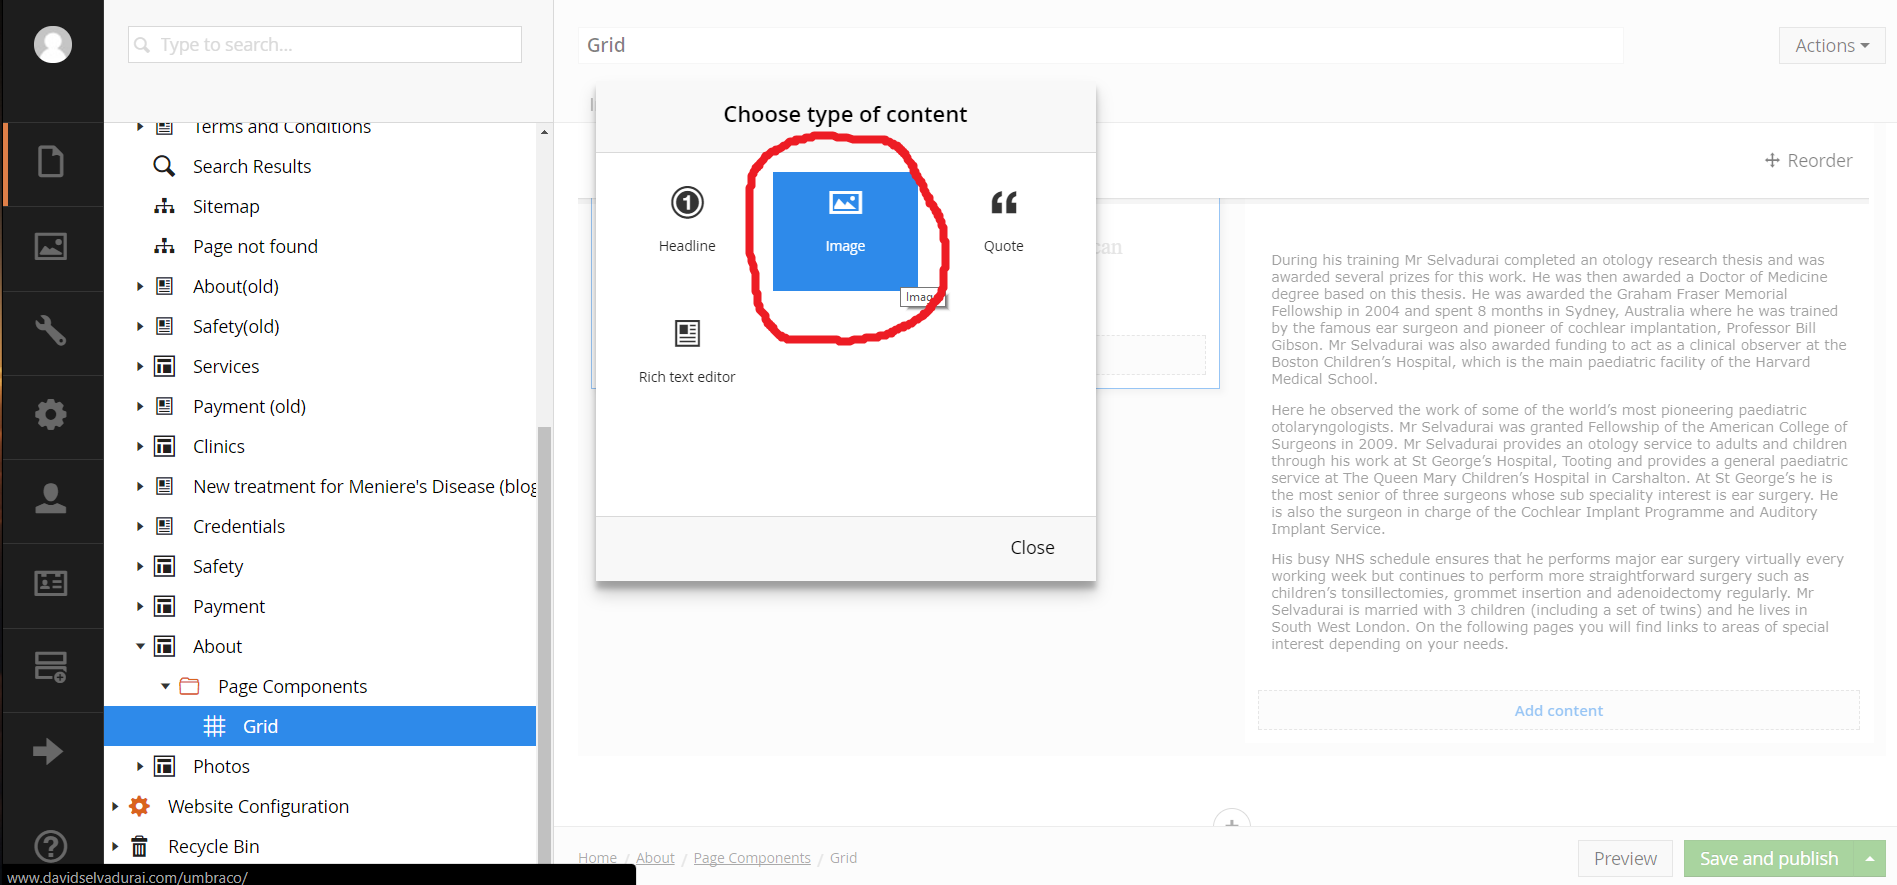 Type to search...
Terms and Conditions
Search Results
Sitemap
Page not found
About(old)
Safety(old)
Services
Payment (old)
Clinics
New treatment for Meniere's Disease (blog
Credentials
Safety
Payment
About
Page Components
Grid
Photos
Website Configuration
Recycle Bin
www.davidselvadurai.com/umbraco/
Grid
Actions
Reorder
Choose type of content
Headline
Image
Quote
Image
Rich text editor
Close
can
During his training Mr Selvadurai completed an otology research thesis and was
awarded several prizes for this work. He was then awarded a Doctor of Medicine
degree based on this thesis. He was awarded the Graham Fraser Memorial
Fellowship in 2004 and spent 8 months in Sydney, Australia where he was trained
by the famous ear surgeon and pioneer of cochlear implantation, Professor Bill
Gibson. Mr Selvadurai was also awarded funding to act as a clinical observer at the
Boston Children’s Hospital, which is the main paediatric facility of the Harvard
Medical School.
Here he observed the work of some of the world’s most pioneering paediatric
otolaryngologists. Mr Selvadurai was granted Fellowship of the American College of
Surgeons in 2009. Mr Selvadurai provides an otology service to adults and children
through his work at St George’s Hospital, Tooting and provides a general paediatric
service at The Queen Mary Children’s Hospital in Carshalton. At St George’s he is
the most senior of three surgeons whose sub speciality interest is ear surgery. He
is also the surgeon in charge of the Cochlear Implant Programme and Auditory
Implant Service.
His busy NHS schedule ensures that he performs major ear surgery virtually every
working week but continues to perform more straightforward surgery such as
children’s tonsillectomies, grommet insertion and adenoidectomy regularly. Mr
Selvadurai is married with 3 children (including a set of twins) and he lives in
South West London. On the following pages you will find links to areas of special
interest depending on your needs.
Add content
Home / About / Page Components / Grid
Preview
Save and publish